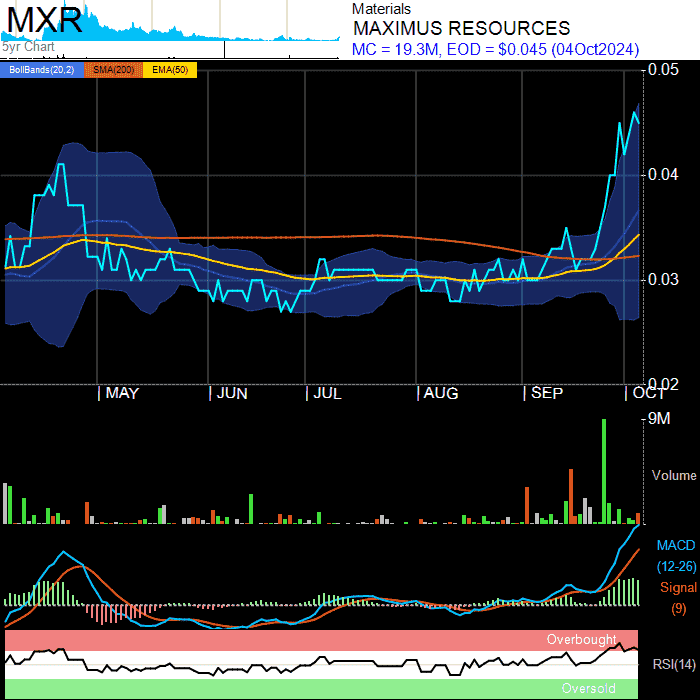 MXR
5yr Chart
Materials
MAXIMUS RESOURCES
MC = 19.3M, EOD = $0.045 (04Oct2024)
BollBands(20,2) SMA(200) EMA(50)
0.05
0.04
0.03
0.02
MAY JUN JUL AUG SEP OCT
9M
Volume
MACD
(12-26)
Signal
(9)
Overbought
RSI(14)
Oversold